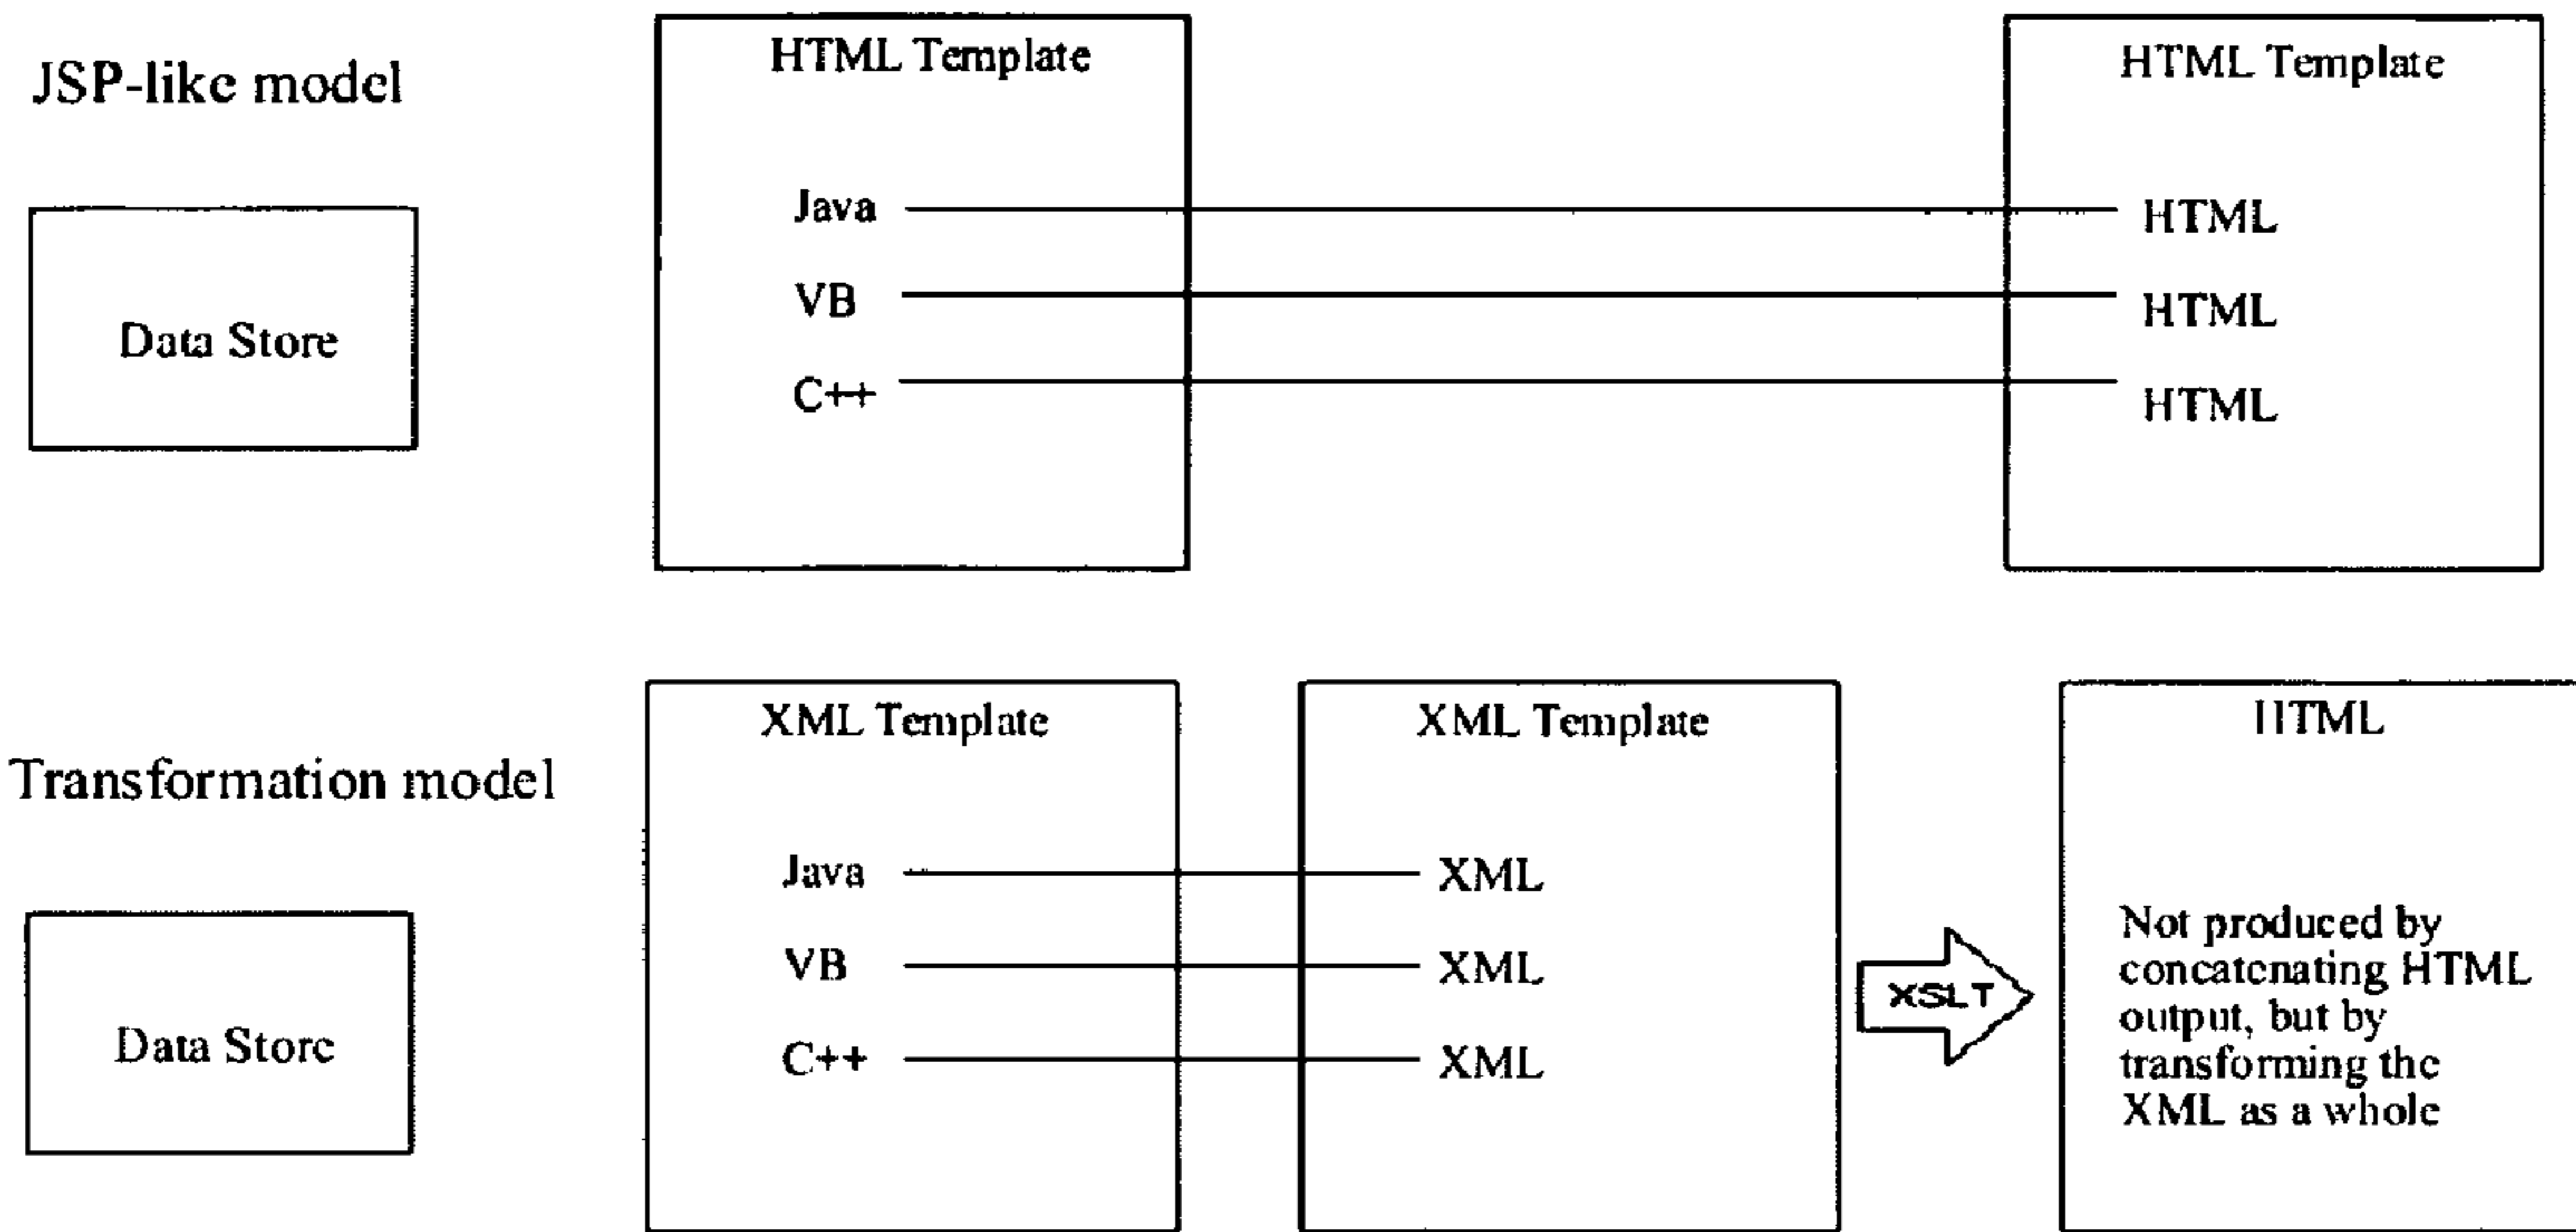 JSP-like model
Data Store
HTML Template
Java
VB
C++
HTML Template
HTML
HTML
HTML
Transformation model
Data Store
XML Template
Java
VB
C++
XML Template
XML
XML
XML
XSLT
HTML
Not produced by
concatenating HTML
output, but by
transforming the
XML as a whole